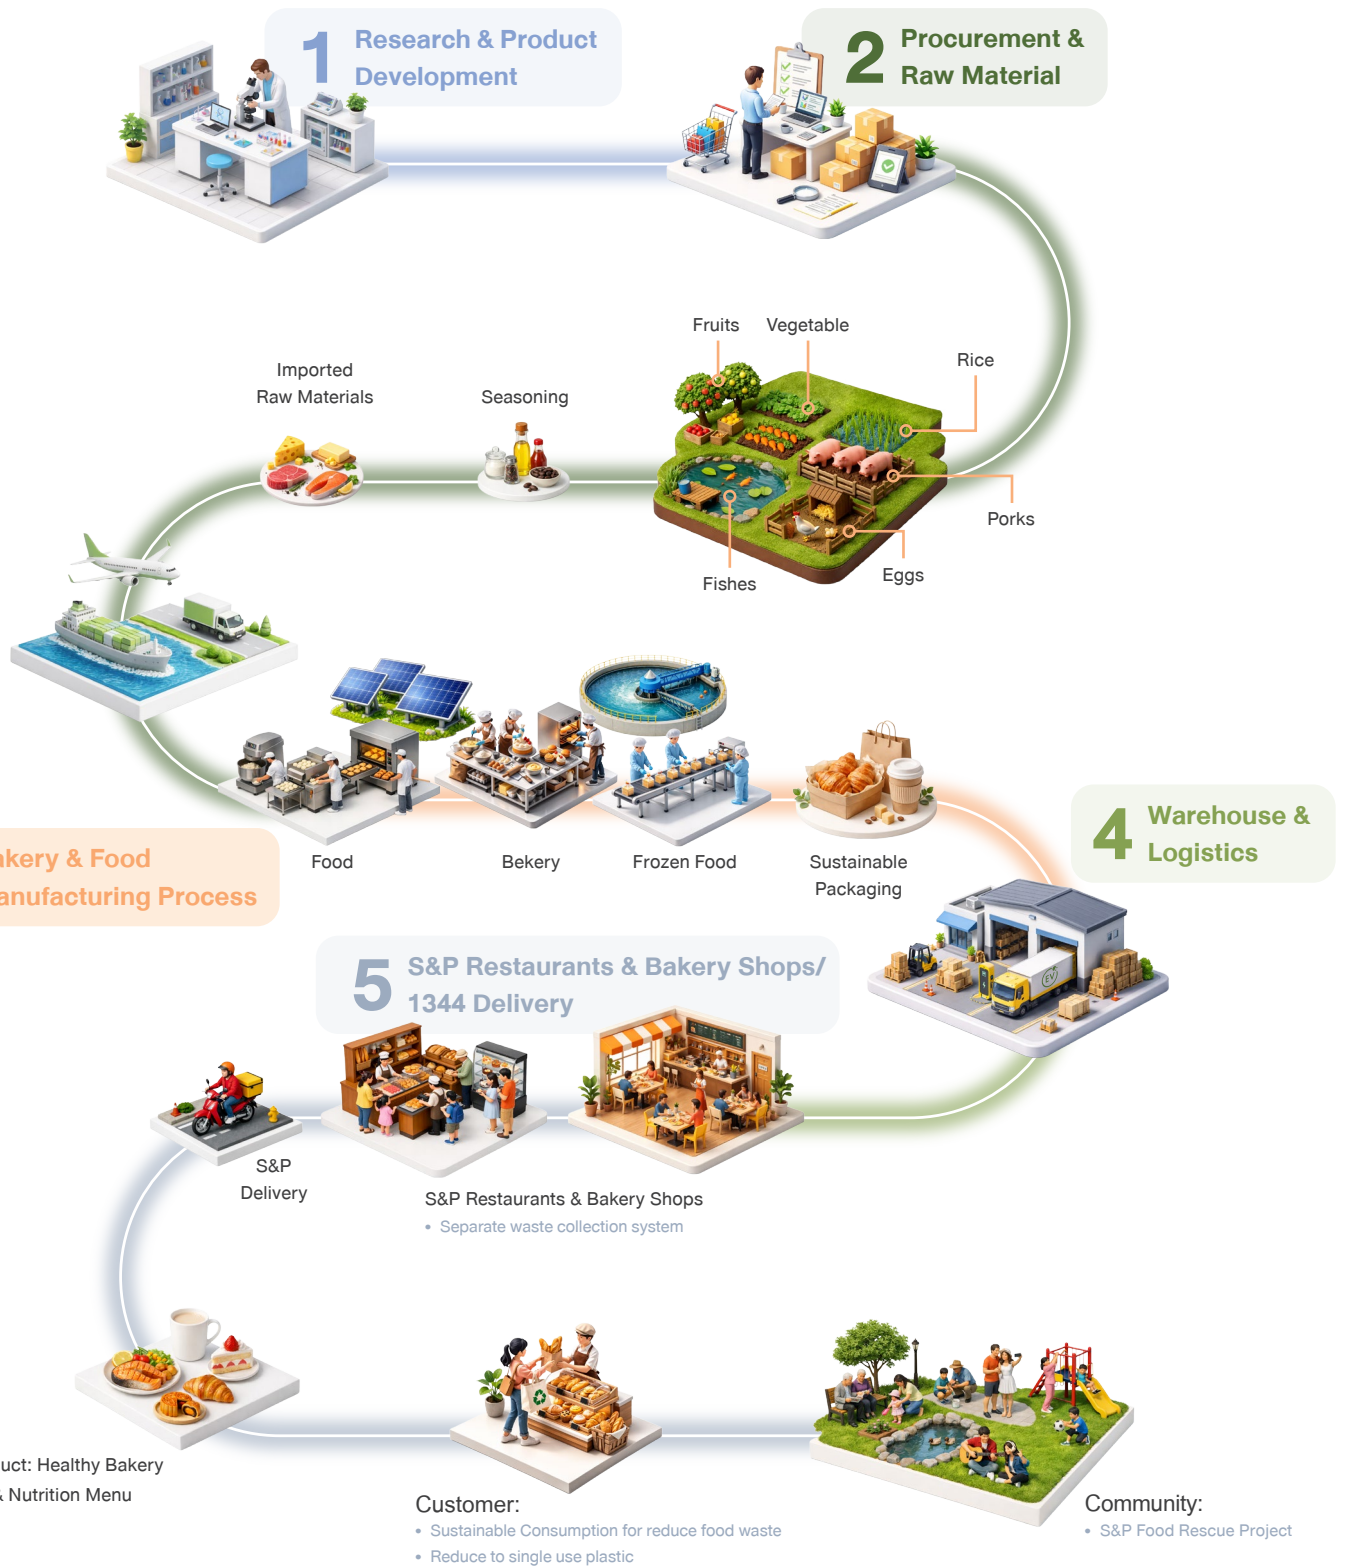 1 Research & Product
Development
2 Procurement &
Raw Material
Fruits
Vegetable
Rice
Imported
Raw Materials
Seasoning
Porks
Eggs
Fishes
& Food
Manufacturing Process
Food
Bekery
Frozen Food
Sustainable
Packaging
4 Warehouse &
Logistics
5 S&P Restaurants & Bakery Shops/
1344 Delivery
EV
S&P
Delivery
S&P Restaurants & Bakery Shops
• Separate waste collection system
Healthy Bakery
& Nutrition Menu
Customer:
• Sustainable Consumption for reduce food waste
• Reduce to single use plastic
Community:
• S&P Food Rescue Project